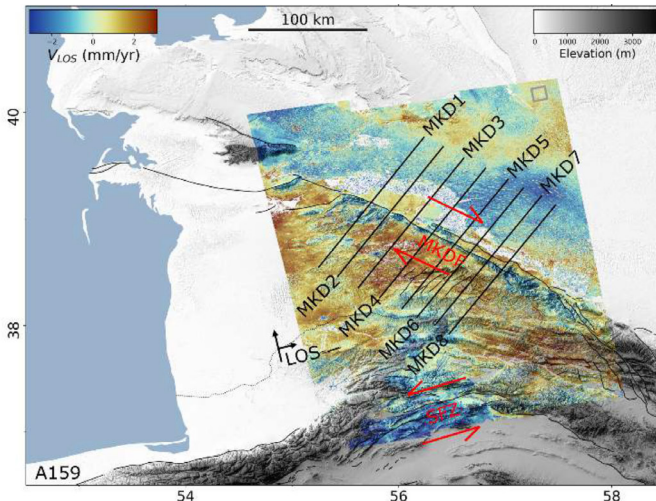 100 km
−2 0 2
V_LOS (mm/yr)
0 1000 2000 3000
Elevation (m)
40
38
MKD1
MKD3
MKD5
MKD7
MKDF
MKD2
MKD4
MKD6
MKD8
LOS
SFZ
A159
54 56 58